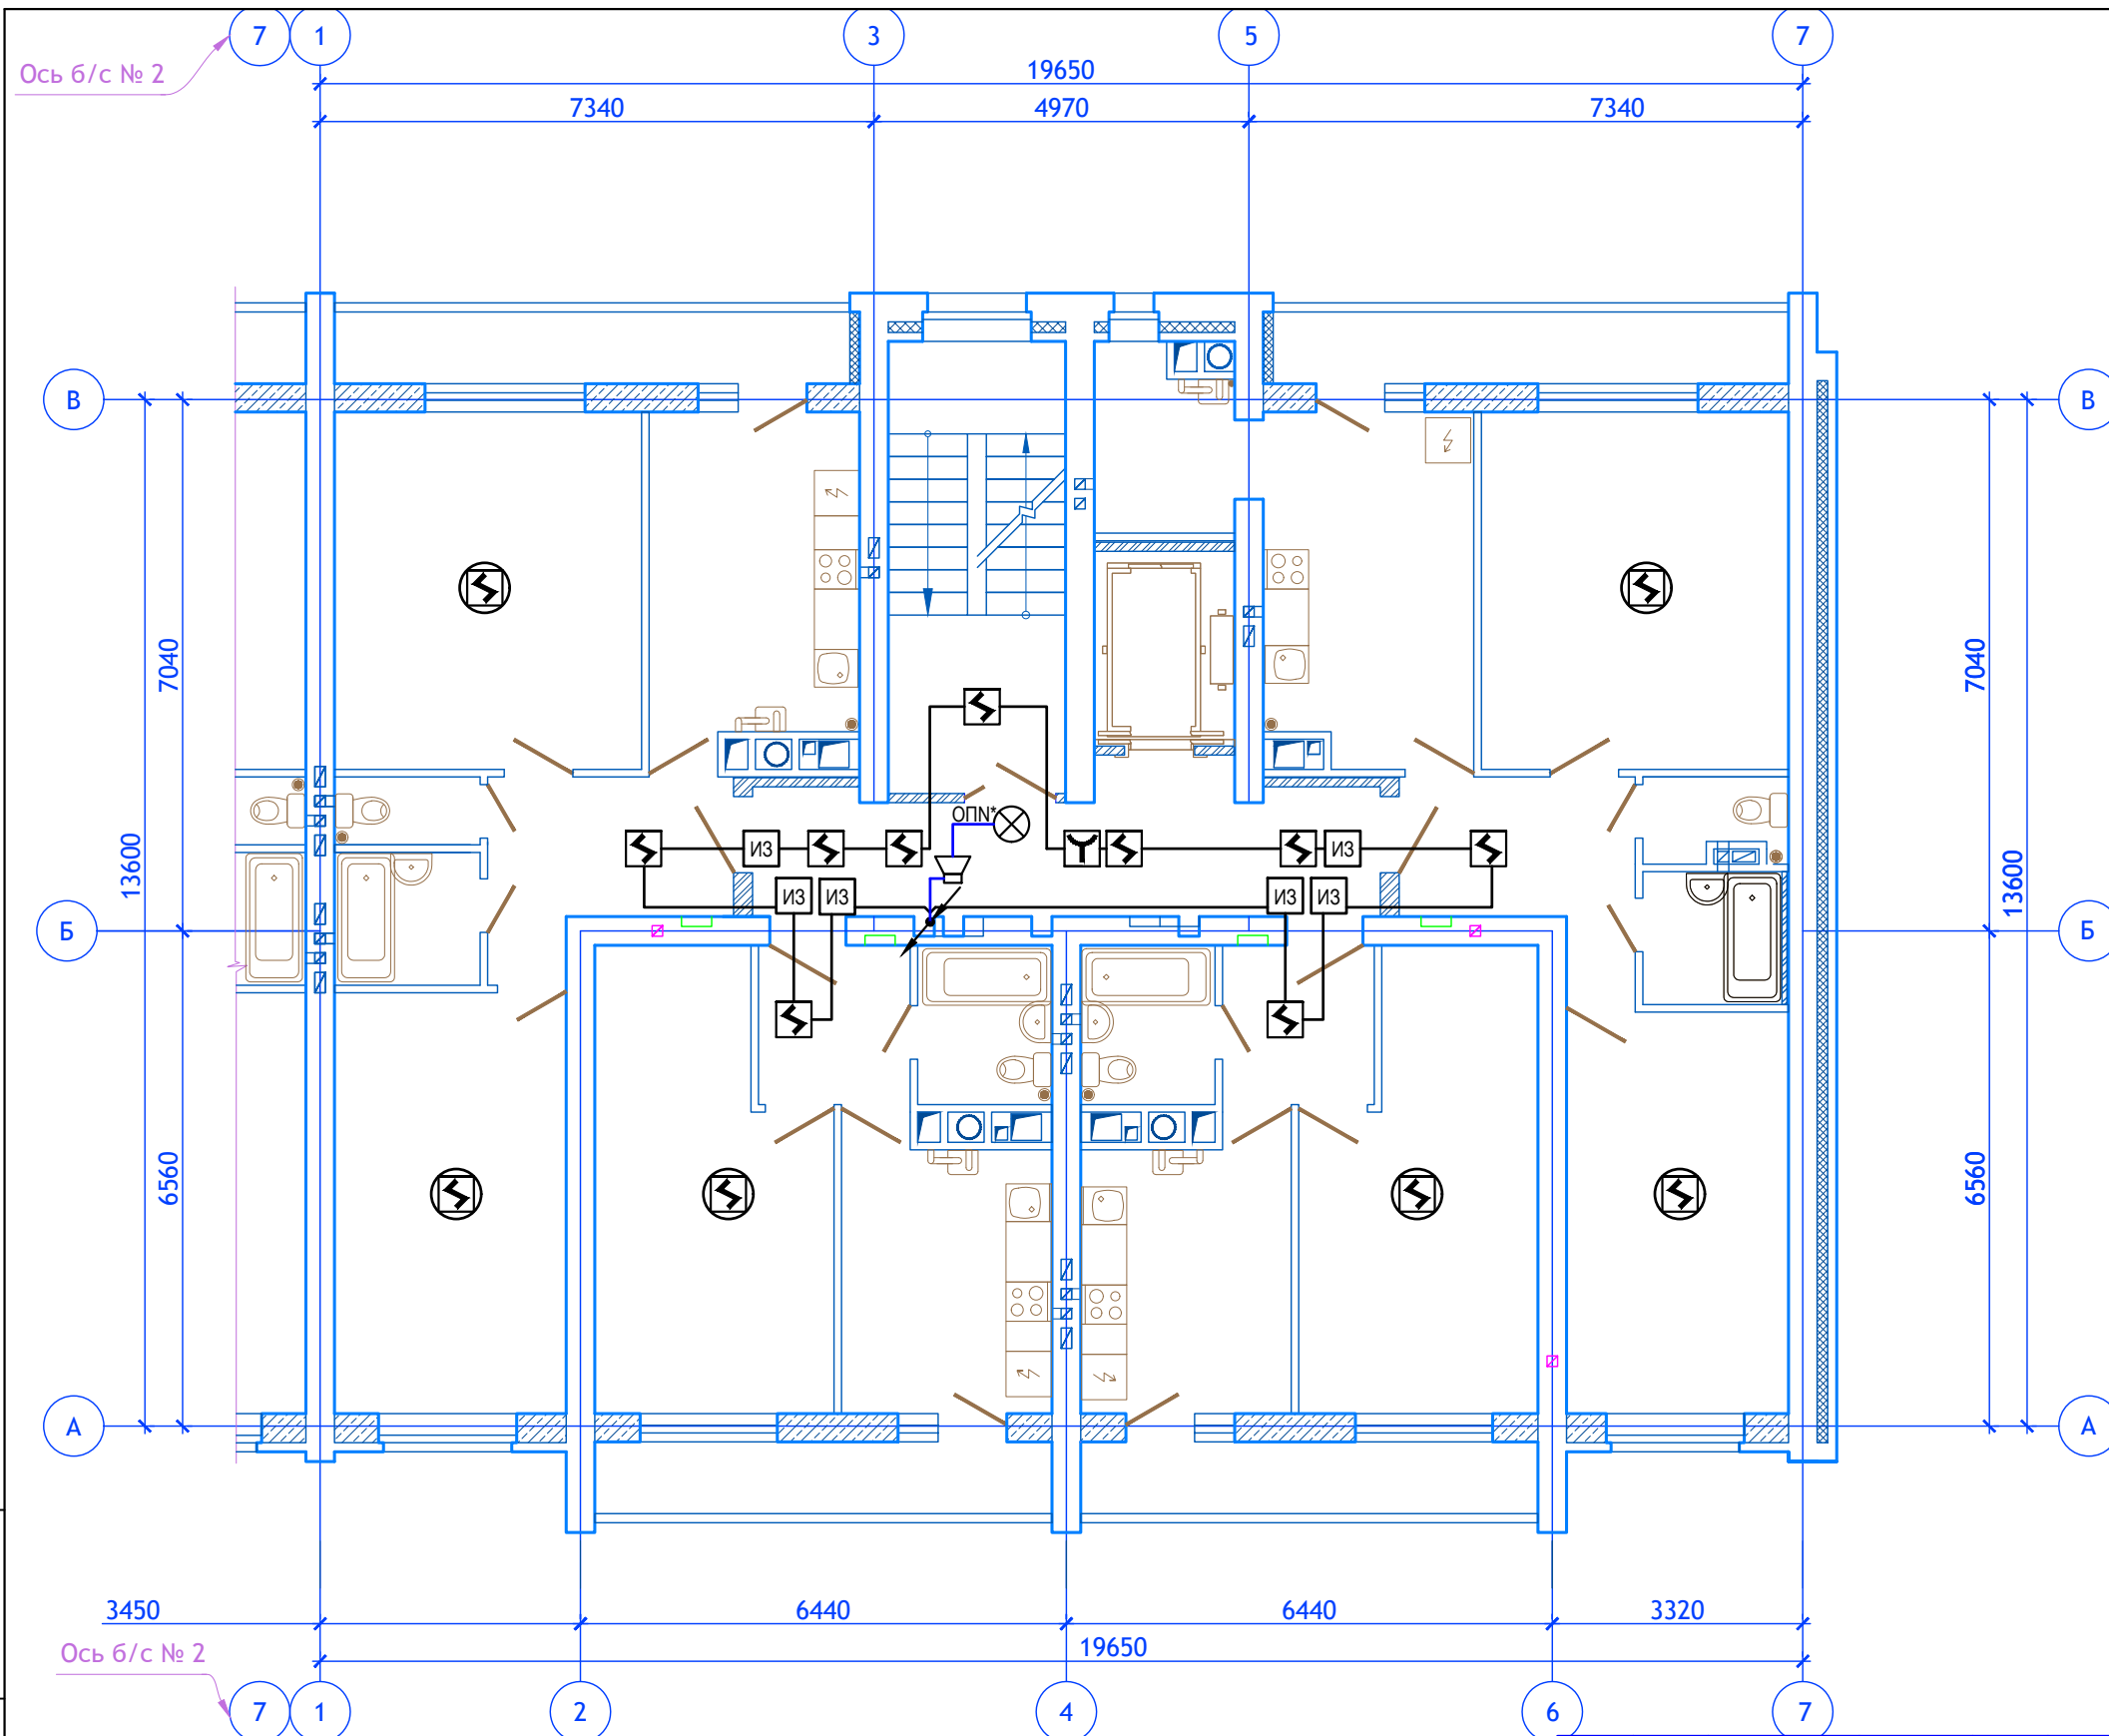 7 1 3 5 7
Ось б/с № 2
19650
7340 4970 7340
В В
7040 7040
ОПN*
ИЗ ИЗ
13600 13600
ИЗ ИЗ ИЗ ИЗ
Б Б
6560 6560
А А
3450 6440 6440 3320
19650
Ось б/с № 2
7 1 2 4 6 7